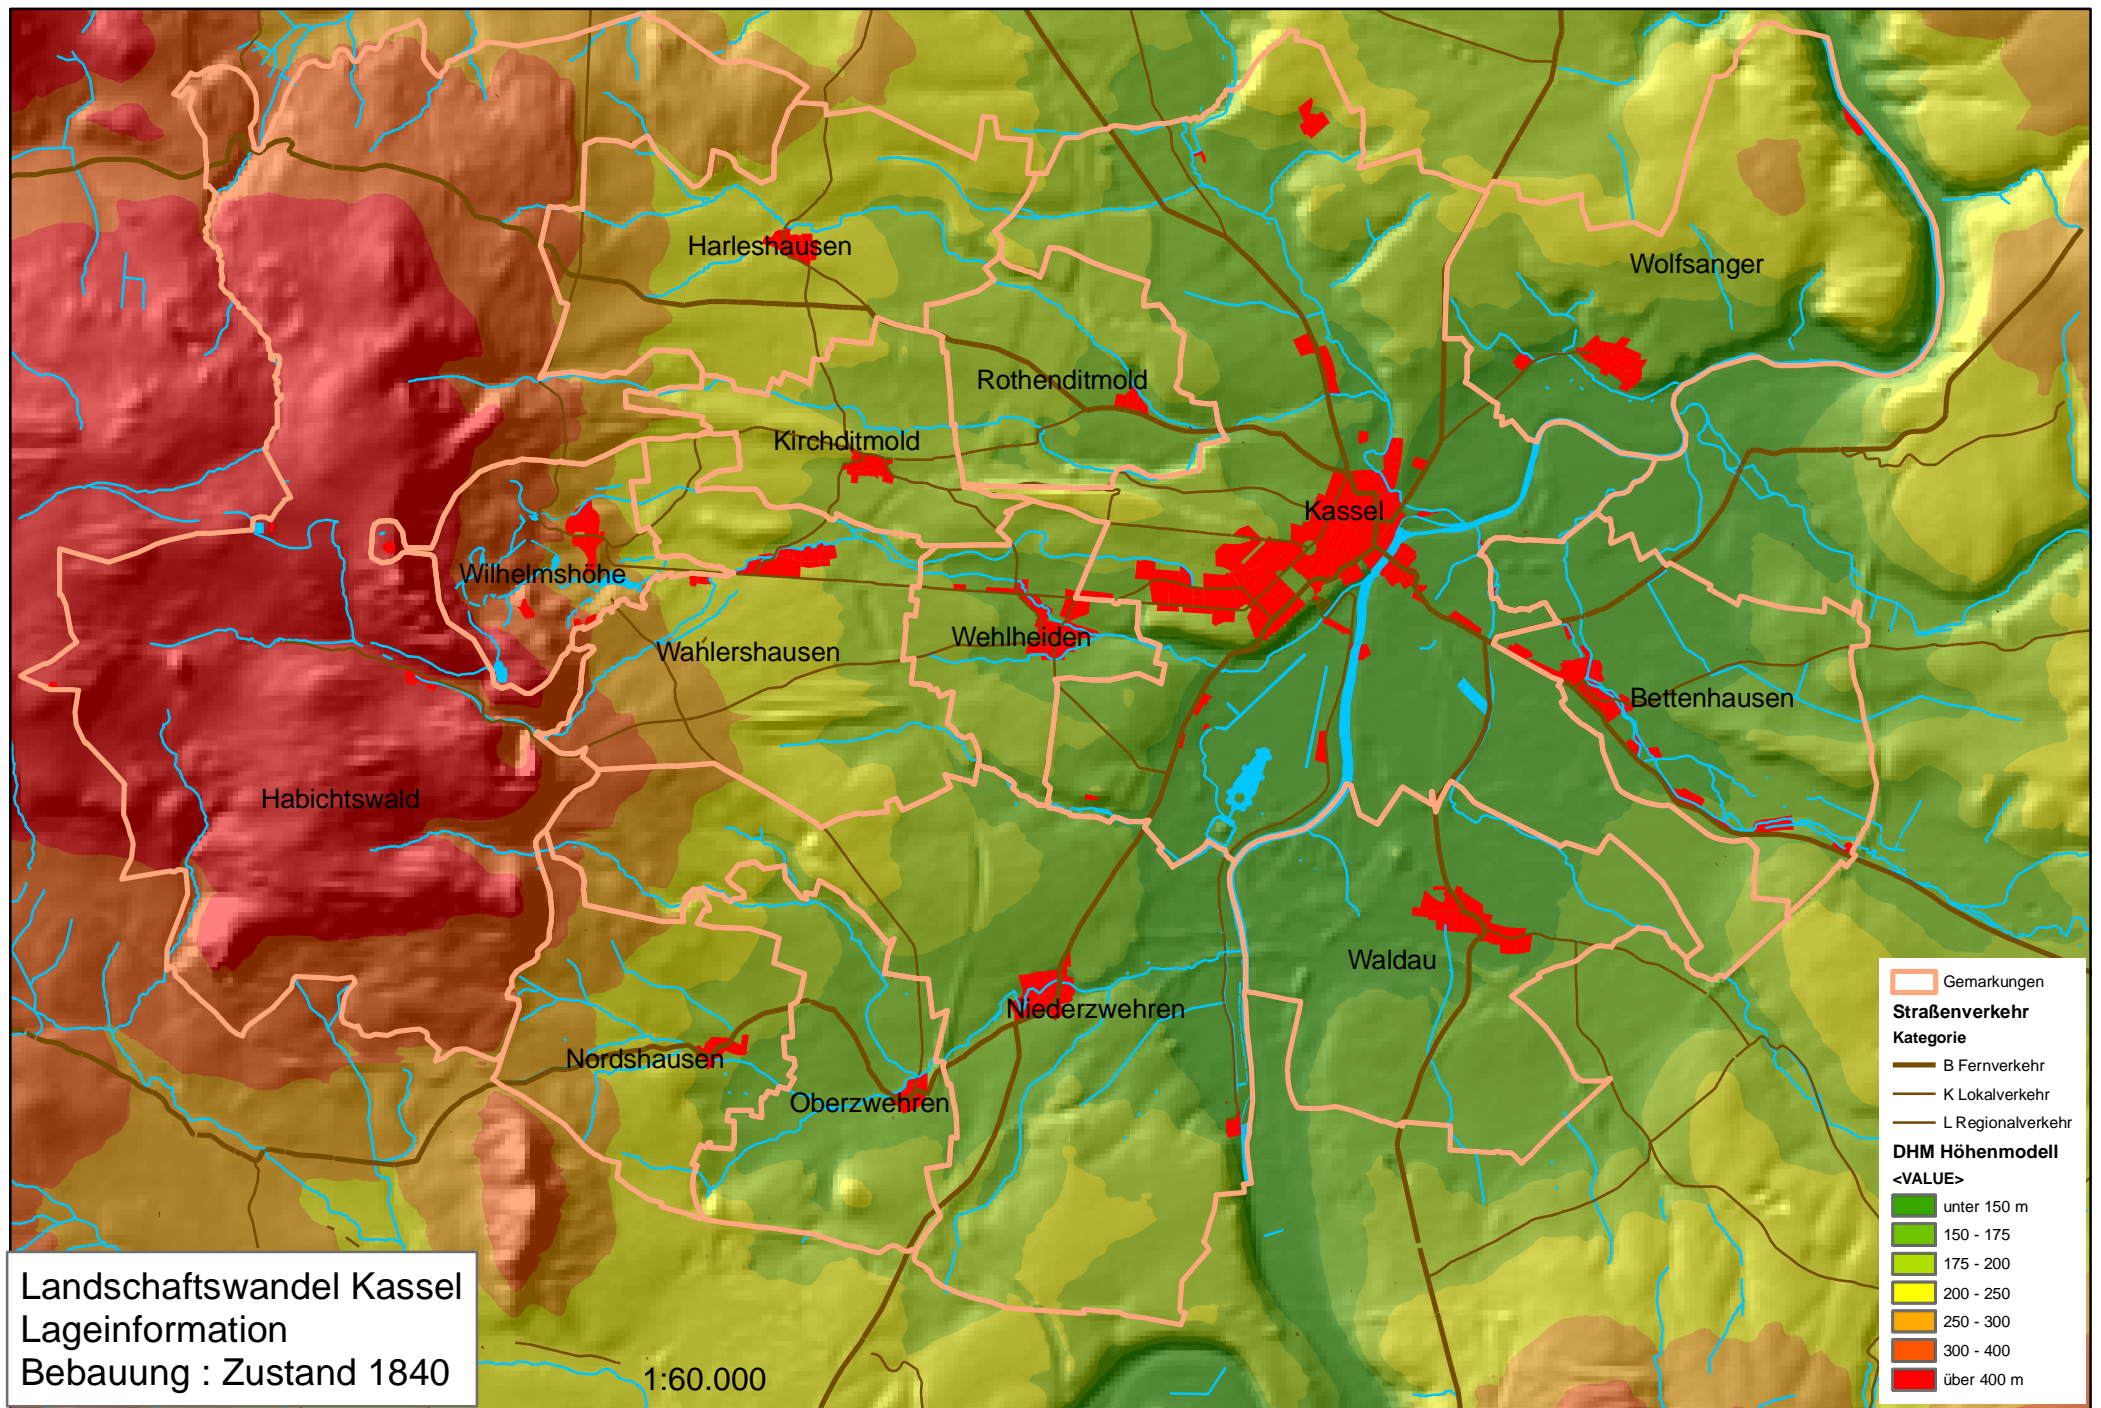 Harleshausen
Wolfsanger
Rothenditmold
Kirchditmold
Kassel
Wilhelmshöhe
Wehlheiden
Wahlershausen
Bettenhausen
Habichtswald
Waldau
Niederzwehren
Nordshausen
Oberzwehren
Gemarkungen
Straßenverkehr
Kategorie
B Fernverkehr
K Lokalverkehr
L Regionalverkehr
DHM Höhenmodell
<VALUE>
unter 150 m
150 - 175
175 - 200
200 - 250
250 - 300
300 - 400
über 400 m
Landschaftswandel Kassel
Lageinformation
Bebauung : Zustand 1840
1:60.000